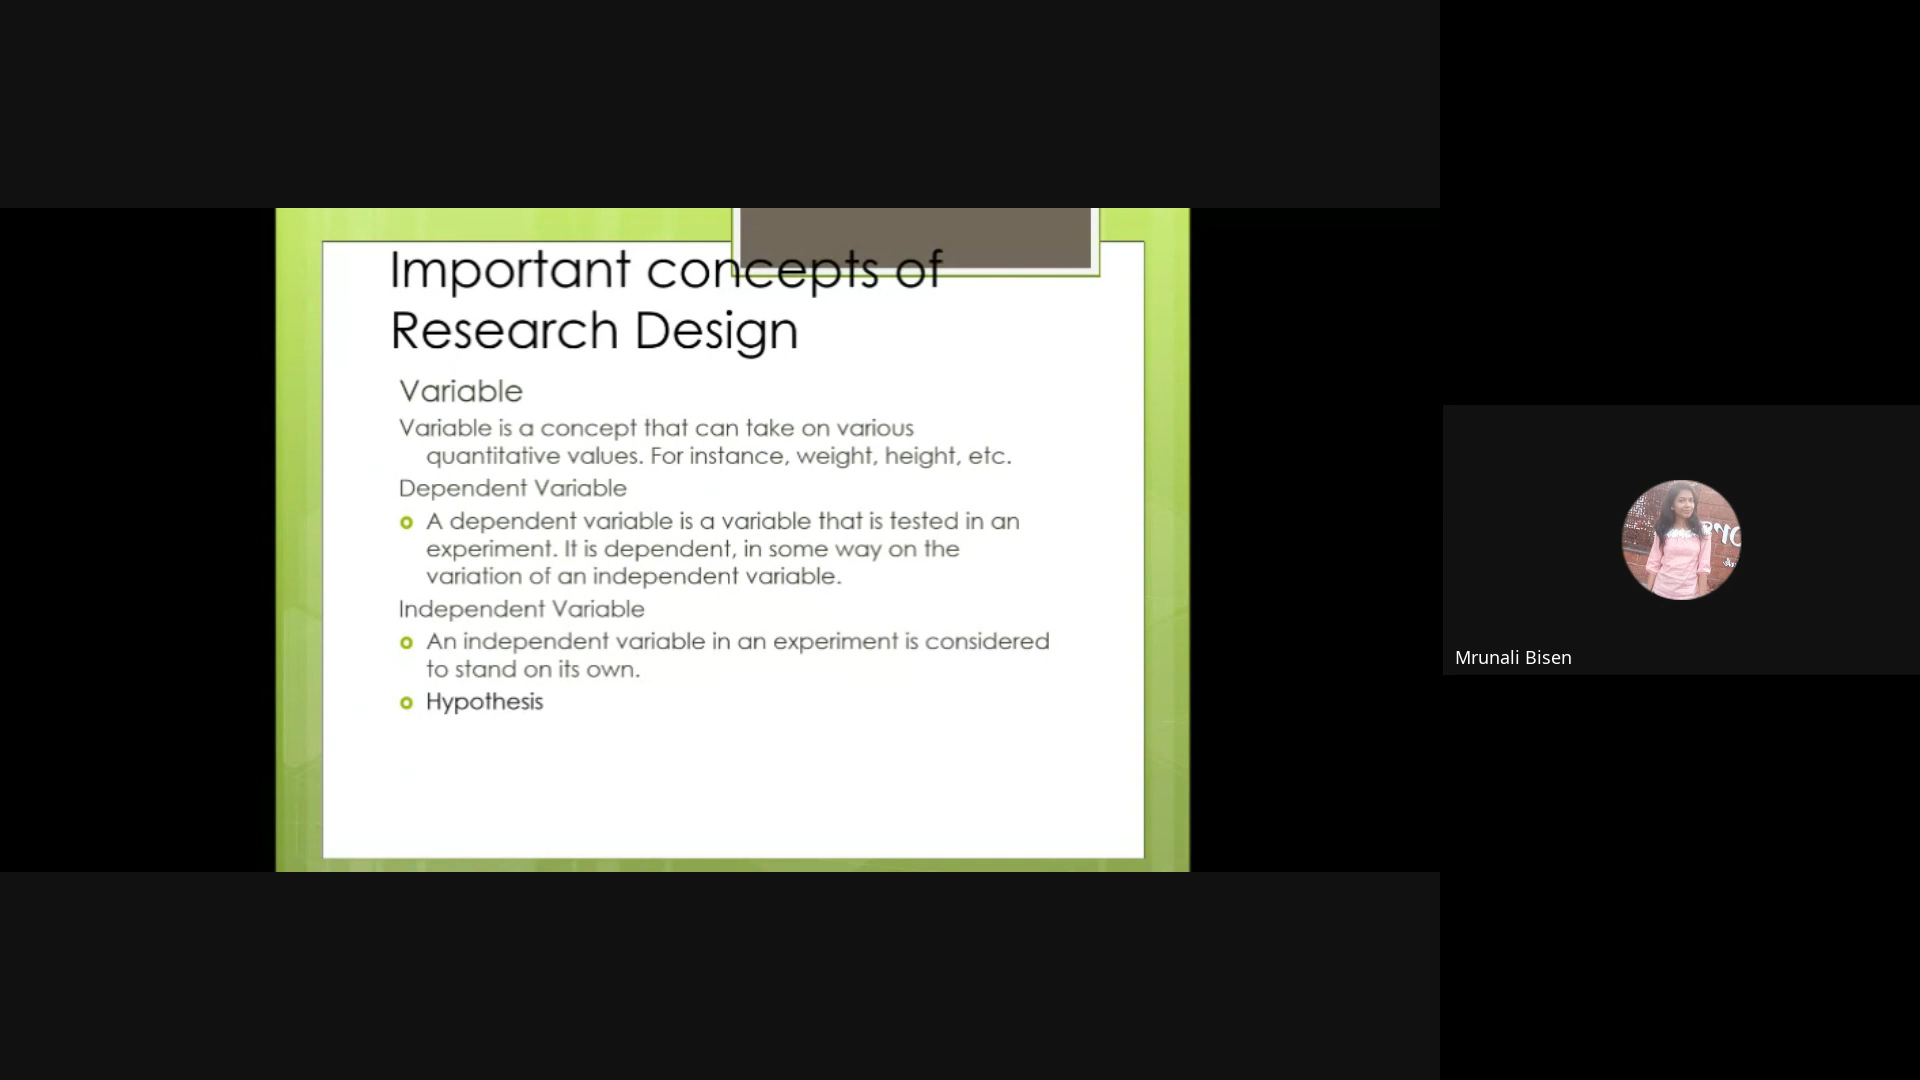 Important concepts of
Research Design
Variable
Variable is a concept that can take on various
quantitative values. For instance, weight, height, etc.
Dependent Variable
A dependent variable is a variable that is tested in an
experiment. It is dependent, in some way on the
variation of an independent variable.
Independent Variable
An independent variable in an experiment is considered
to stand on its own.
Hypothesis
Mrunali Bisen